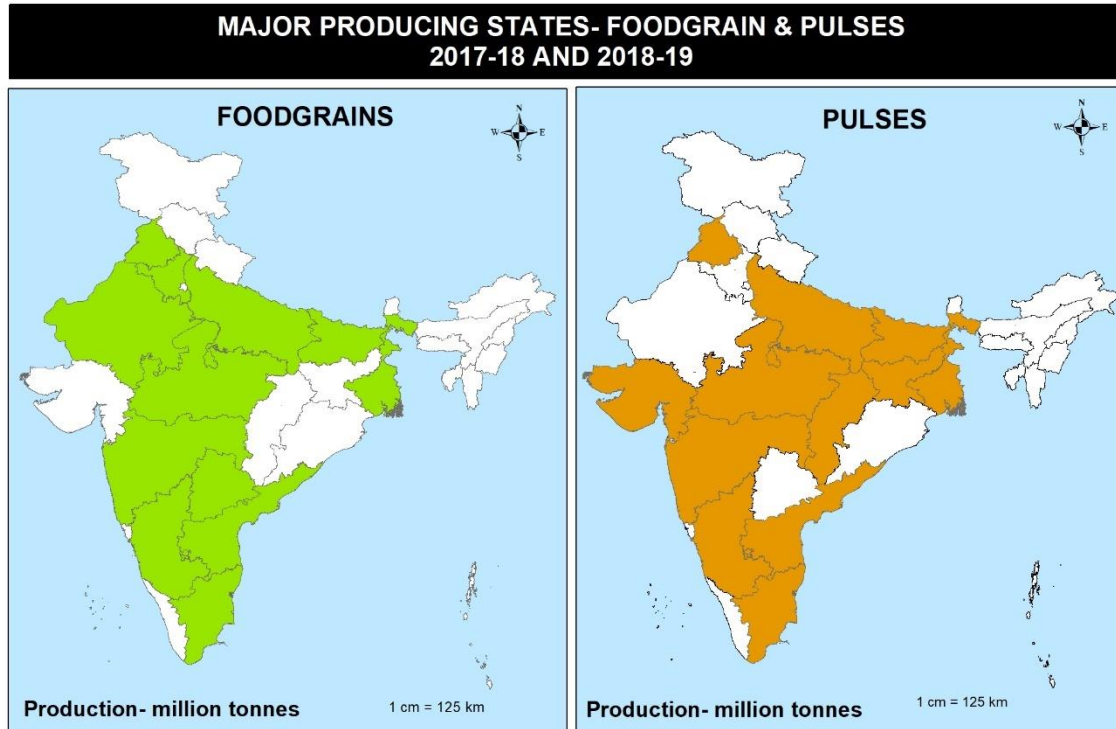 MAJOR PRODUCING STATES- FOODGRAIN & PULSES
2017-18 AND 2018-19
FOODGRAINS
N
W E
S
Production- million tonnes
1 cm = 125 km
PULSES
N
W E
S
Production- million tonnes
1 cm = 125 km